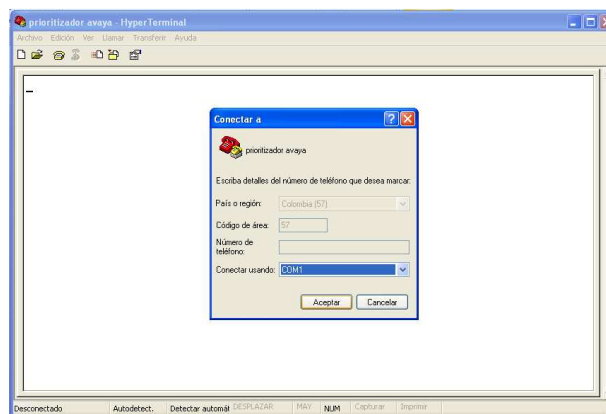 prioritizador avaya - HyperTerminal
Archivo Edición Ver Llamar Transferir Ayuda
Conectar a
prioritizador avaya
Escriba detalles del número de teléfono que desea marcar:
País o región: Colombia (57)
Código de área: 57
Número de teléfono:
Conectar usando: COM1
Aceptar Cancelar
Desconectado Autodetect. Detectar automát DESPLAZAR MAY NUM Capturar Imprimir